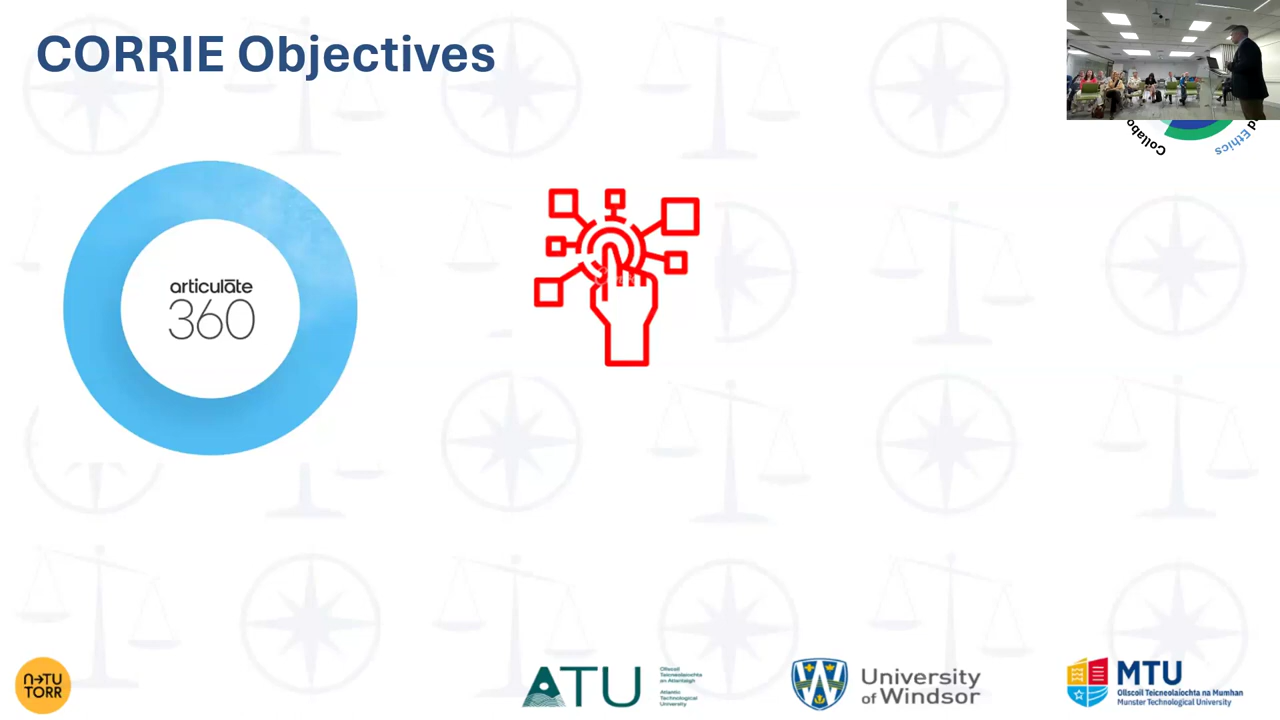 CORRIE Objectives
Collabo
d Ethics
articulāte
360
n→TU
TORR
ATU
Ollscoil
Teicneolaíochta
an Atlantaigh
Atlantic
Technological
University
University
of Windsor
MTU
Ollscoil Teicneolaíochta na Mumhan
Munster Technological University